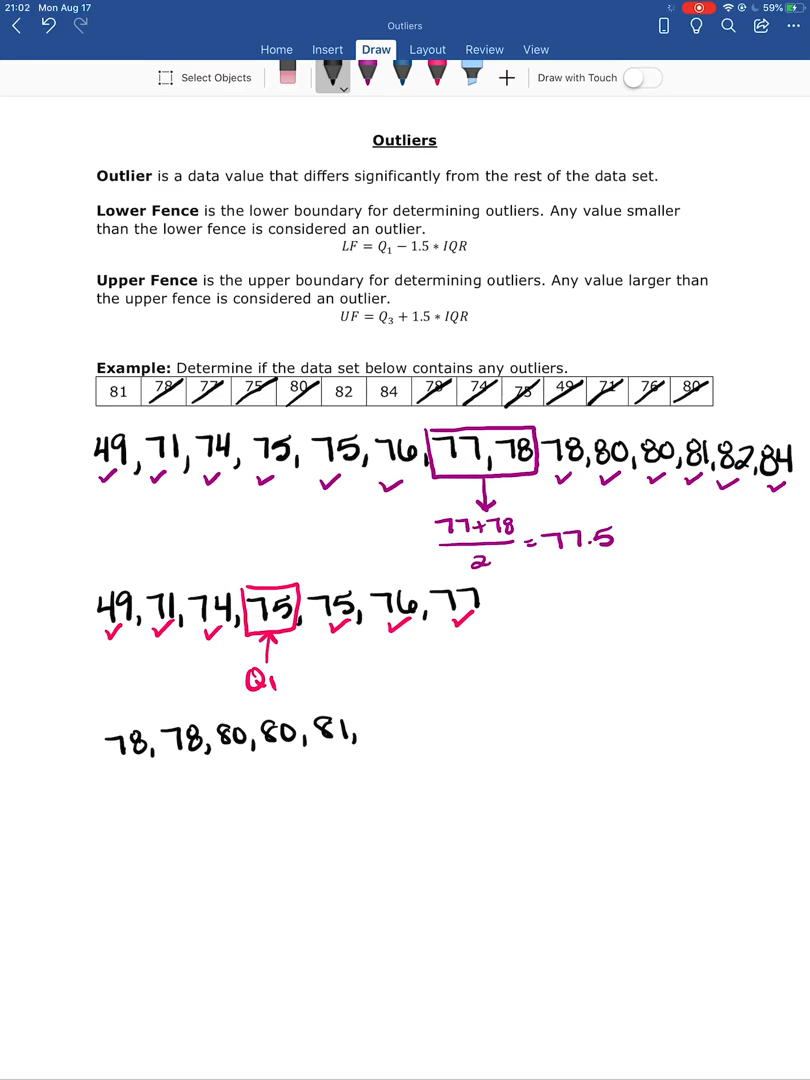 21:02 Mon Aug 17 59%
Outliers
Home Insert Draw Layout Review View
Select Objects Draw with Touch
Outliers
Outlier is a data value that differs significantly from the rest of the data set.
Lower Fence is the lower boundary for determining outliers. Any value smaller
than the lower fence is considered an outlier.
LF = Q₁ − 1.5 ∗ IQR
Upper Fence is the upper boundary for determining outliers. Any value larger than
the upper fence is considered an outlier.
UF = Q₃ + 1.5 ∗ IQR
Example: Determine if the data set below contains any outliers.
81 78 77 75 80 82 84 78 74 75 49 71 76 80
49, 71, 74, 75, 75, 76, 77, 78, 78, 80, 80, 81, 82, 84
77+78
2
= 77.5
49, 71, 74, 75, 75, 76, 77
Q1
78, 78, 80, 80, 81,